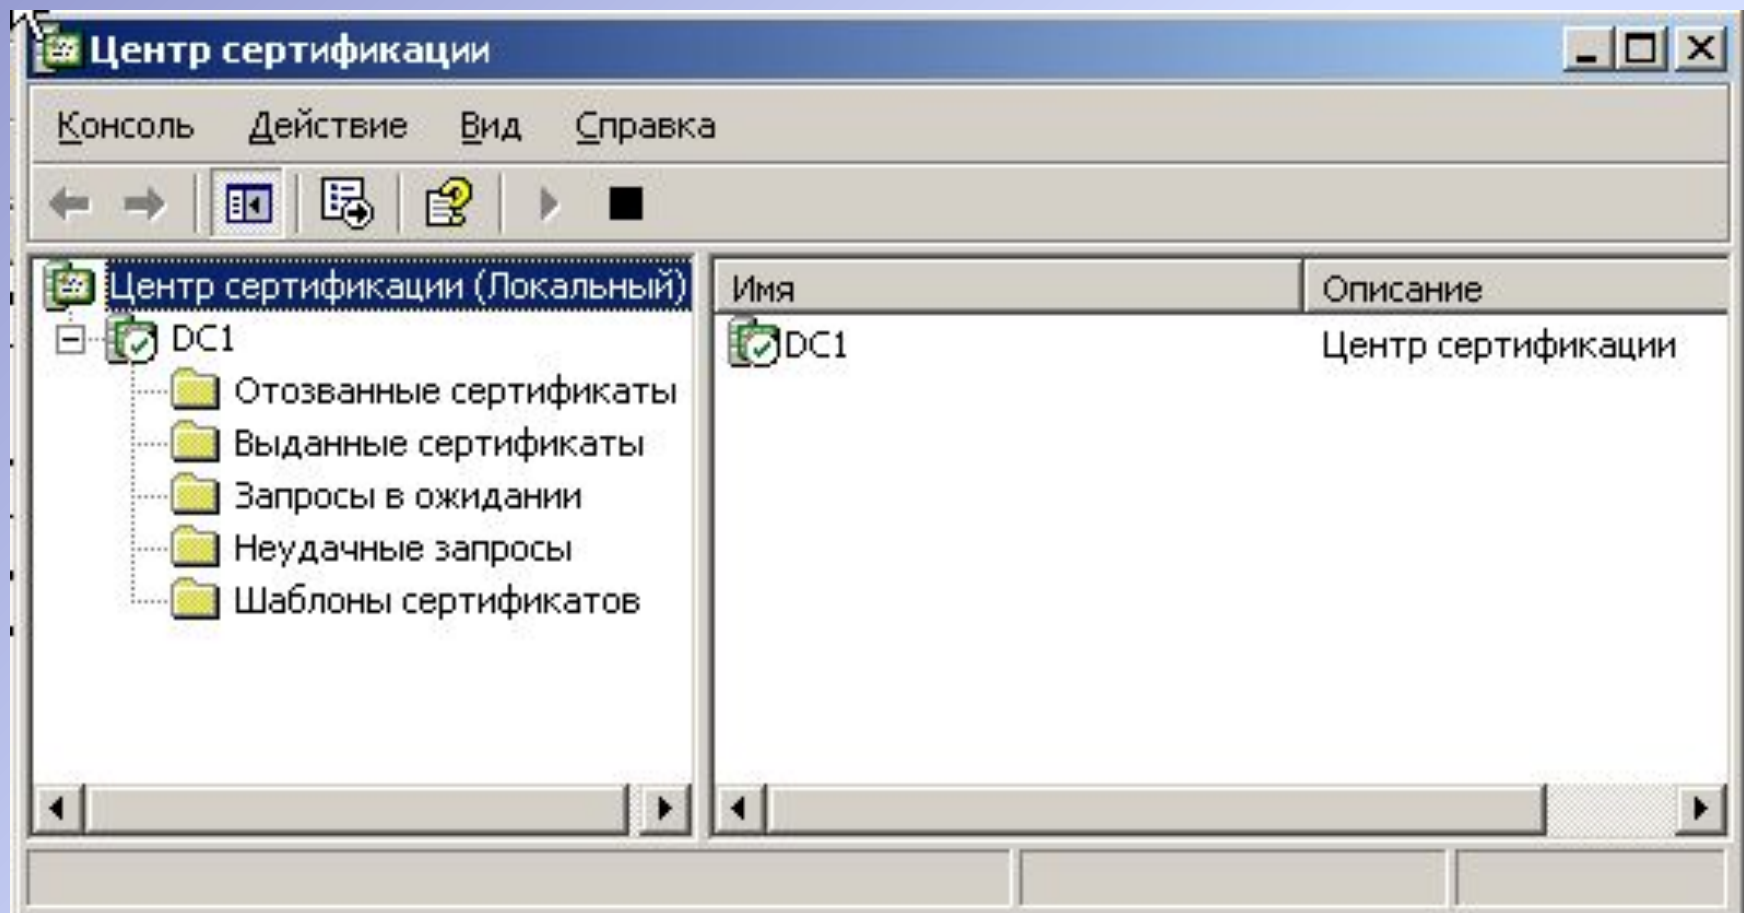 Центр сертификации
Консоль Действие Вид Справка
Центр сертификации (Локальный)
DC1
Отозванные сертификаты
Выданные сертификаты
Запросы в ожидании
Неудачные запросы
Шаблоны сертификатов
Имя Описание
DC1 Центр сертификации